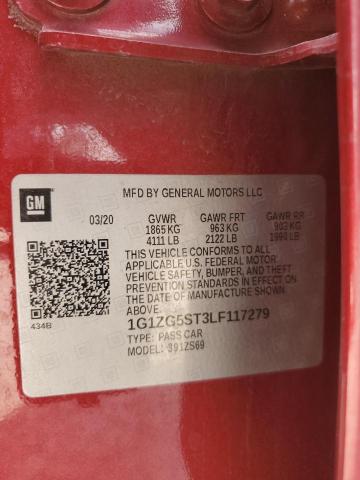 GM
MFD BY GENERAL MOTORS LLC
03/20 GVWR GAWR FRT GAWR RR
1865 KG 963 KG 903 KG
4111 LB 2122 LB 1990 LB
THIS VEHICLE CONFORMS TO ALL
APPLICABLE U.S. FEDERAL MOTOR
VEHICLE SAFETY, BUMPER, AND THEFT
PREVENTION STANDARDS IN EFFECT ON
THE DATE OF MANUFACTURE SHOWN
ABOVE.
434B
1G1ZG5ST3LF117279
TYPE: PASS CAR
MODEL: 391ZS69